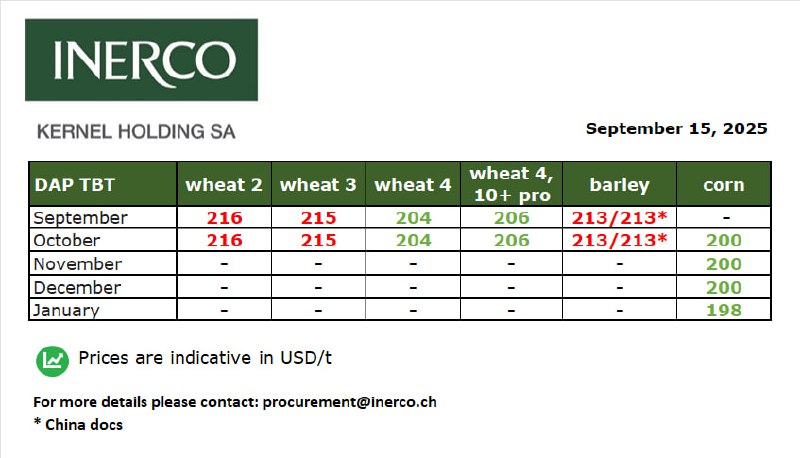 INERCO
KERNEL HOLDING SA
September 15, 2025
DAP TBT wheat 2 wheat 3 wheat 4 wheat 4, 10+ pro barley corn
September 216 215 204 206 213/213* -
October 216 215 204 206 213/213* 200
November - - - - - 200
December - - - - - 200
January - - - - - 198
Prices are indicative in USD/t
For more details please contact: procurement@inerco.ch
* China docs